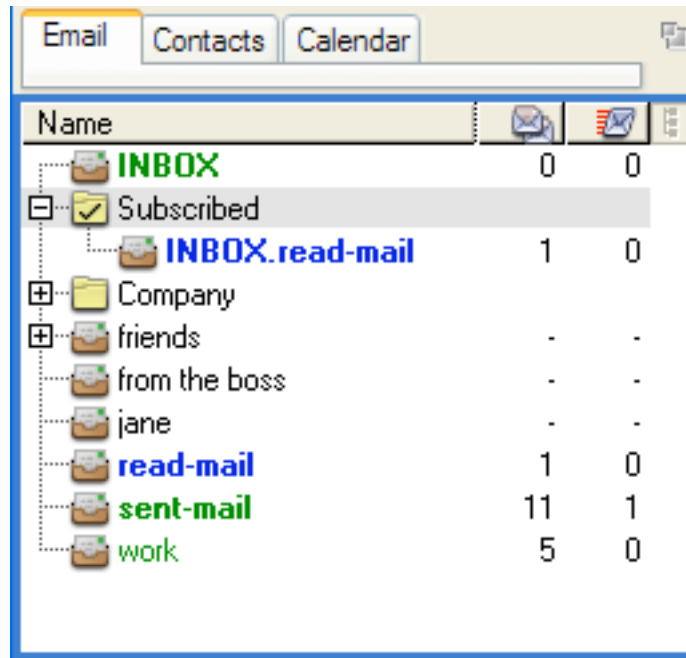 Email Contacts Calendar
Name
INBOX 0 0
Subscribed
INBOX.read-mail 1 0
Company
friends - -
from the boss - -
jane - -
read-mail 1 0
sent-mail 11 1
work 5 0